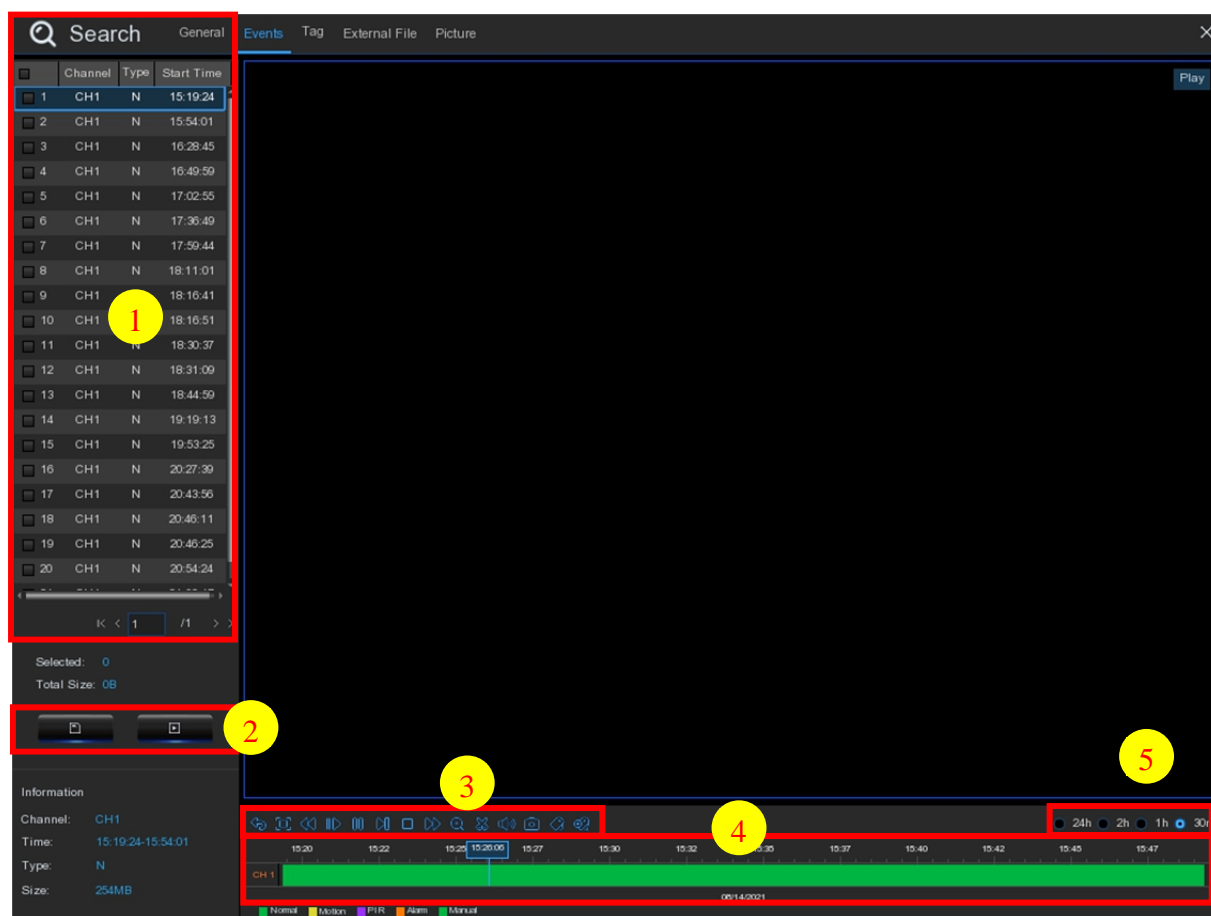 Search General Events Tag External File Picture
Play
Channel Type Start Time
1 CH1 N 15:19:24
2 CH1 N 15:54:01
3 CH1 N 16:28:45
4 CH1 N 16:49:59
5 CH1 N 17:02:55
6 CH1 N 17:36:49
7 CH1 N 17:59:44
8 CH1 N 18:11:01
9 CH1 18:16:41
10 CH1 18:16:51
11 CH1 N 18:30:37
12 CH1 N 18:31:09
13 CH1 N 18:44:59
14 CH1 N 19:19:13
15 CH1 N 19:53:25
16 CH1 N 20:27:39
17 CH1 N 20:43:56
18 CH1 N 20:46:11
19 CH1 N 20:46:25
20 CH1 N 20:54:24
1
1 /1
Selected: 0
Total Size: 0B
2
Information
Channel: CH1
Time: 15:19:24-15:54:01
Type: N
Size: 254MB
3
4
5
24h 2h 1h
15:20 15:22 15:25 15:26:06 15:27 15:30 15:32 15:35 15:37 15:40 15:42 15:45 15:47
CH 1
08/14/2021
Normal Motion PIR Alarm Manual